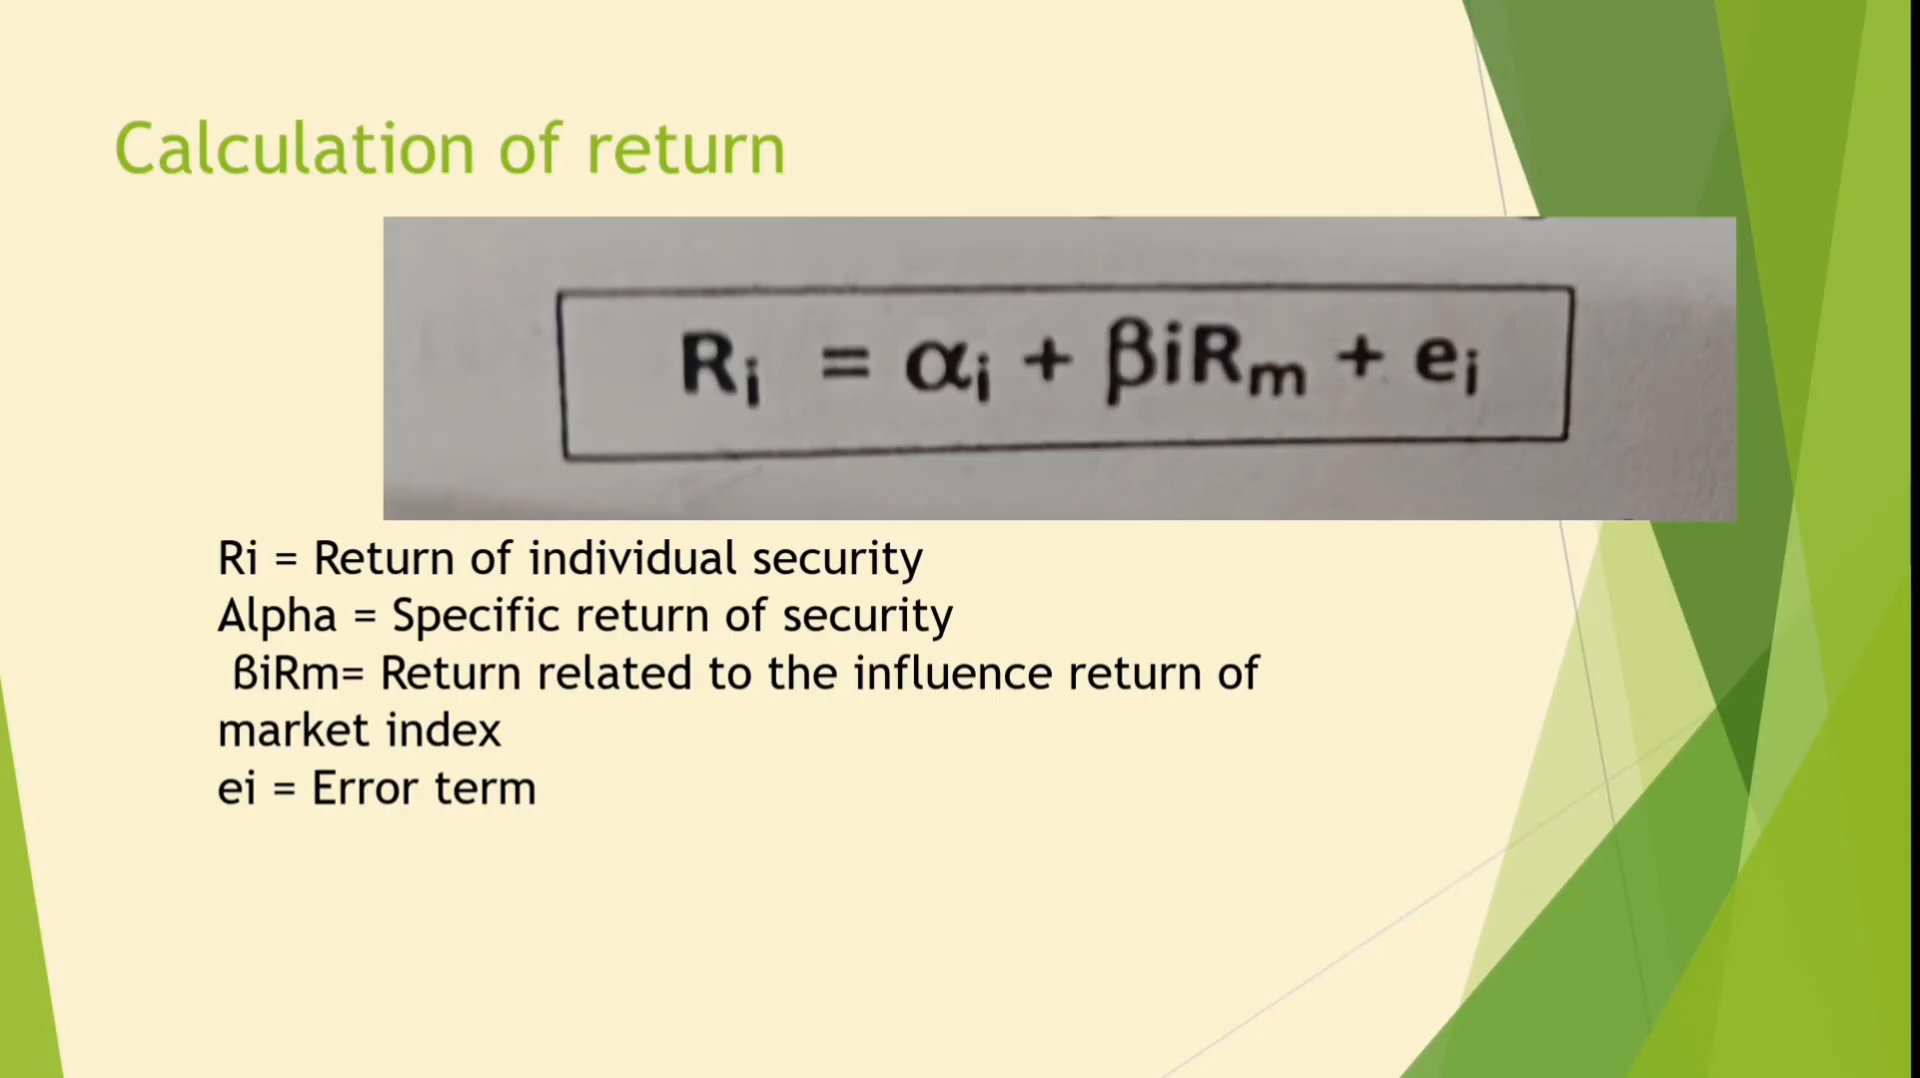 Calculation of return
Rᵢ = αᵢ + βiRₘ + eᵢ
Ri = Return of individual security
Alpha = Specific return of security
βiRm= Return related to the influence return of
market index
ei = Error term